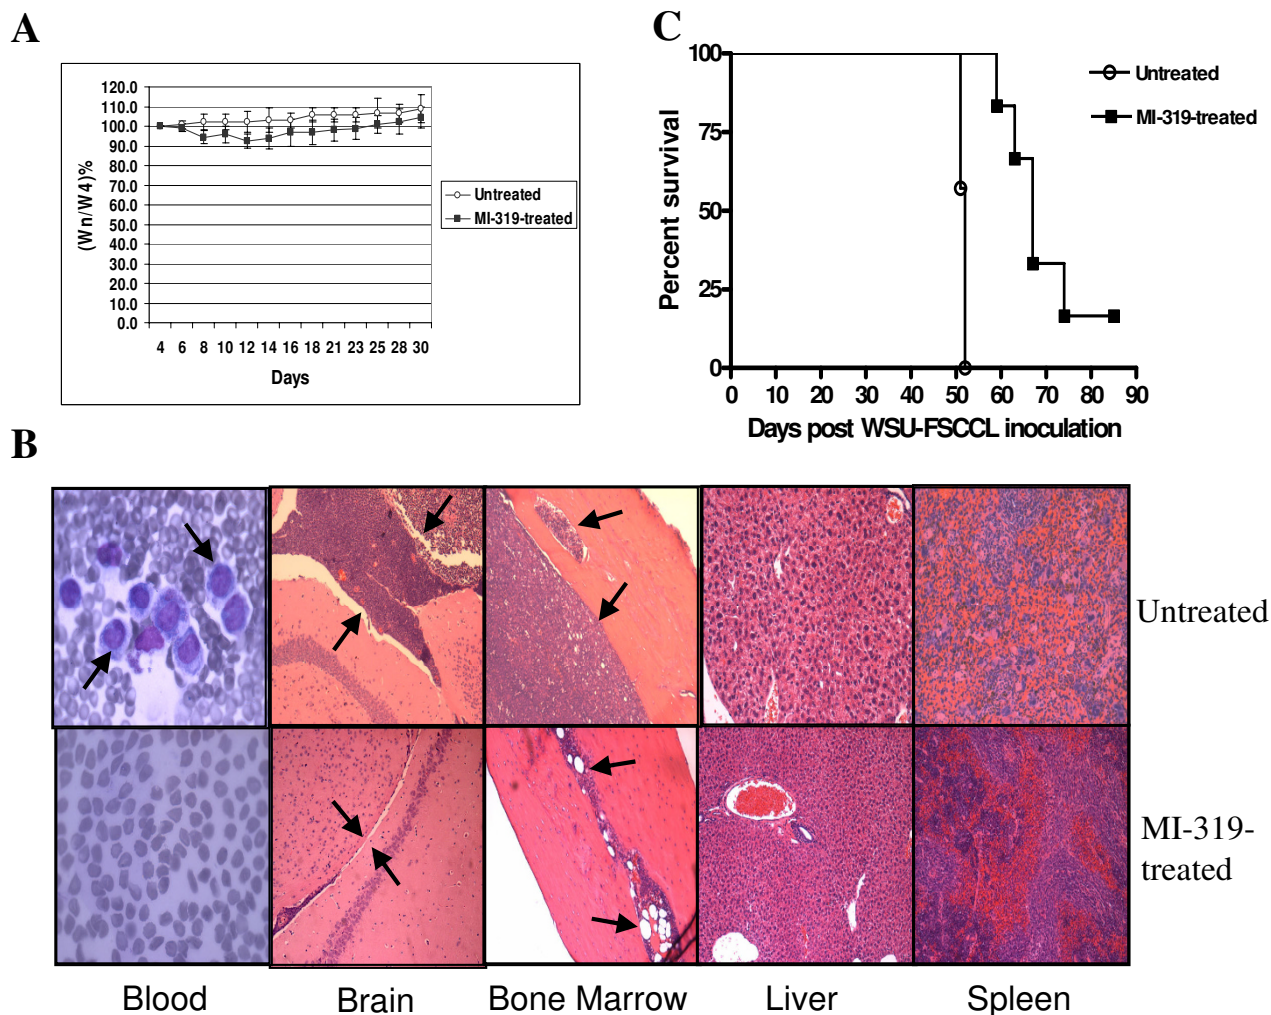 A
120.0
110.0
100.0
90.0
80.0
70.0
60.0
50.0
40.0
30.0
20.0
10.0
0.0
(Wn/W4)%
4 6 8 10 12 14 16 18 21 23 25 28 30
Days
Untreated
MI-319-treated
C
100
75
50
25
0
Percent survival
0 10 20 30 40 50 60 70 80 90
Days post WSU-FSCCL inoculation
Untreated
MI-319-treated
B
Untreated
MI-319-
treated
Blood Brain Bone Marrow Liver Spleen